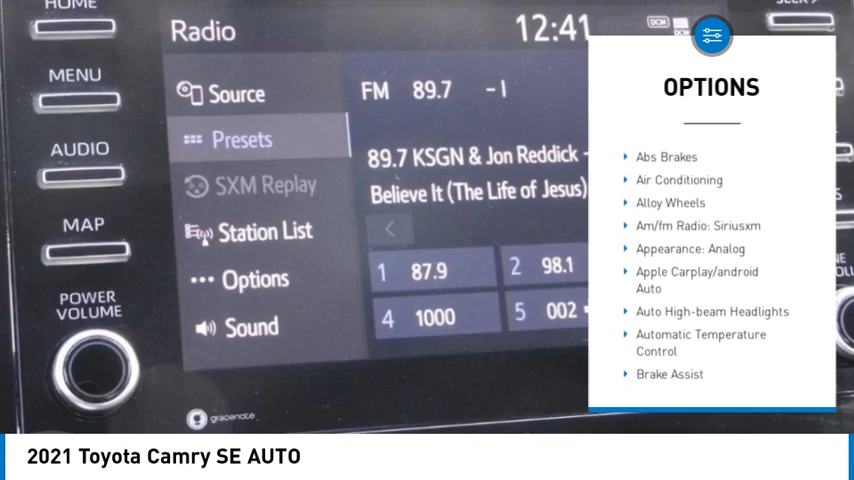 HOME
MENU
AUDIO
MAP
POWER
VOLUME
Radio
12:41
DCM
DCM
Source
Presets
SXM Replay
Station List
Options
Sound
FM 89.7 - I
89.7 KSGN & Jon Reddick -
Believe It (The Life of Jesus)
<
1 87.9
2 98.1
4 1000
5 002
gracenote
OPTIONS
Abs Brakes
Air Conditioning
Alloy Wheels
Am/fm Radio: Siriusxm
Appearance: Analog
Apple Carplay/android
Auto
Auto High-beam Headlights
Automatic Temperature
Control
Brake Assist
2021 Toyota Camry SE AUTO